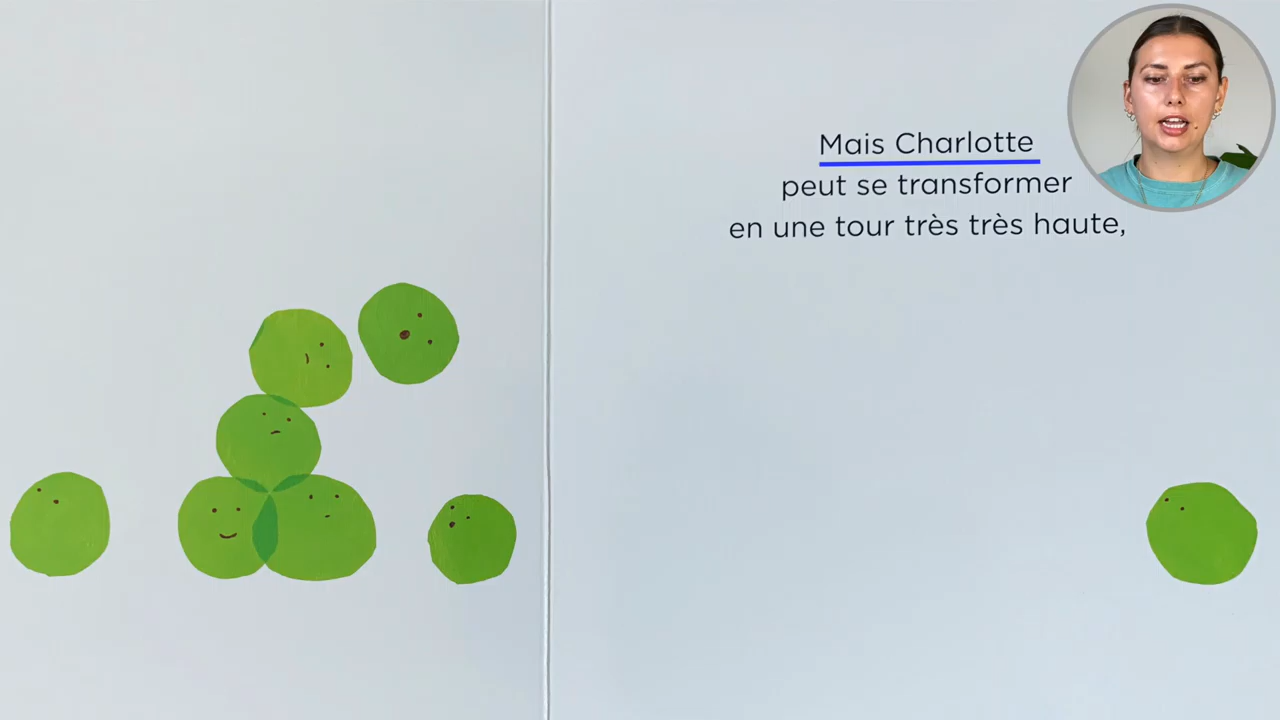 Mais Charlotte
peut se transformer
en une tour très très haute,